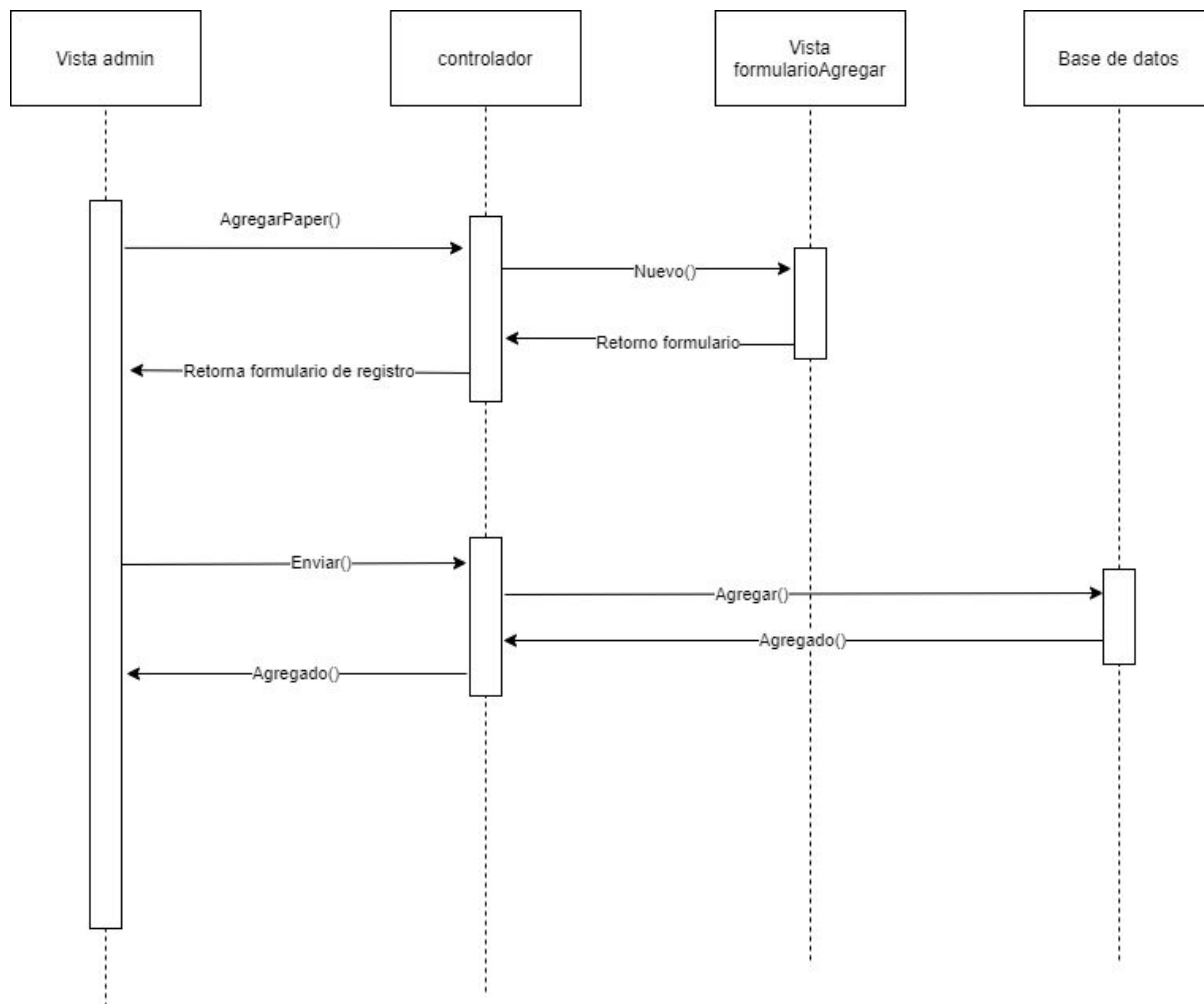 Vista admin
controlador
Vista
formularioAgregar
Base de datos
AgregarPaper()
Nuevo()
Retorno formulario
Retorna formulario de registro
Enviar()
Agregar()
Agregado()
Agregado()